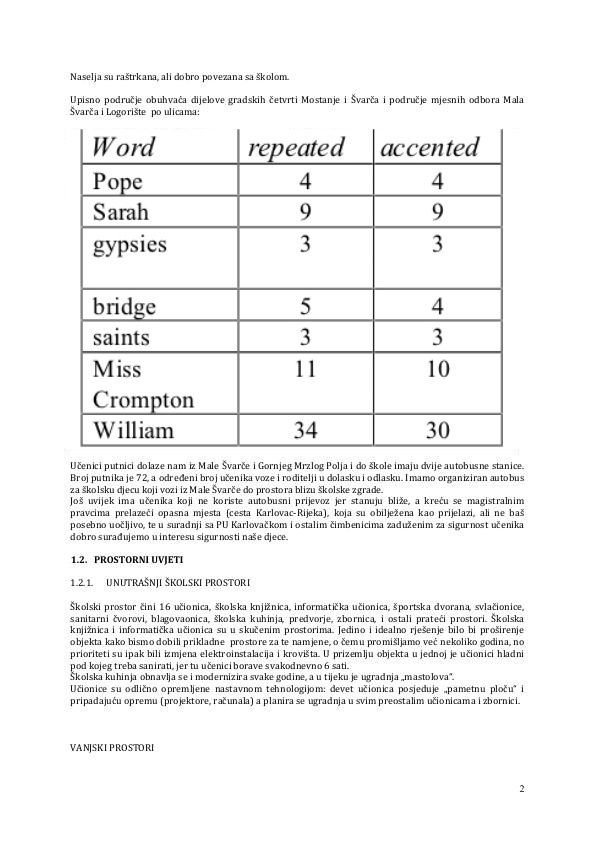 Naselja su raštrkana, ali dobro povezana sa školom.
Upisno područje obuhvaća dijelove gradskih četvrti Mostanje i Švarča i područje mjesnih odbora Mala
Švarča i Logorište po ulicama:
Word repeated accented
Pope 4 4
Sarah 9 9
gypsies 3 3
bridge 5 4
saints 3 3
Miss 11 10
Crompton
William 34 30
Učenici putnici dolaze nam iz Male Švarče i Gornjeg Mrzlog Polja i do škole imaju dvije autobusne stanice.
Broj putnika je 72, a određeni broj učenika voze i roditelji u dolasku i odlasku. Imamo organiziran autobus
za školsku djecu koji vozi iz Male Švarče do prostora blizu školske zgrade.
Još uvijek ima učenika koji ne koriste autobusni prijevoz jer stanuju bliže, a kreću se magistralnim
pravcima prelazeći opasna mjesta (cesta Karlovac-Rijeka), koja su obilježena kao prijelazi, ali ne baš
posebno uočljivo, te u suradnji sa PU Karlovačkom i ostalim čimbenicima zaduženim za sigurnost učenika
dobro surađujemo u interesu sigurnosti naše djece.
1.2. PROSTORNI UVJETI
1.2.1. UNUTRAŠNJI ŠKOLSKI PROSTORI
Školski prostor čini 16 učionica, školska knjižnica, informatička učionica, športska dvorana, svlačionice,
sanitarni čvorovi, blagovaonica, školska kuhinja, predvorje, zbornica, i ostali prateći prostori. Školska
knjižnica i informatička učionica su u skučenim prostorima. Jedino i idealno rješenje bilo bi proširenje
objekta kako bismo dobili prikladne prostore za te namjene, o čemu promišljamo već nekoliko godina, no
prioriteti su ipak bili izmjena elektroinstalacija i krovišta. U prizemlju objekta u jednoj je učionici hladni
pod kojeg treba sanirati, jer tu učenici borave svakodnevno 6 sati.
Školska kuhinja obnavlja se i modernizira svake godine, a u tijeku je ugradnja „mastolova“.
Učionice su odlično opremljene nastavnom tehnologijom: devet učionica posjeduje „pametnu ploču“ i
pripadajuću opremu (projektore, računala) a planira se ugradnja u svim preostalim učionicama i zbornici.
VANJSKI PROSTORI
2